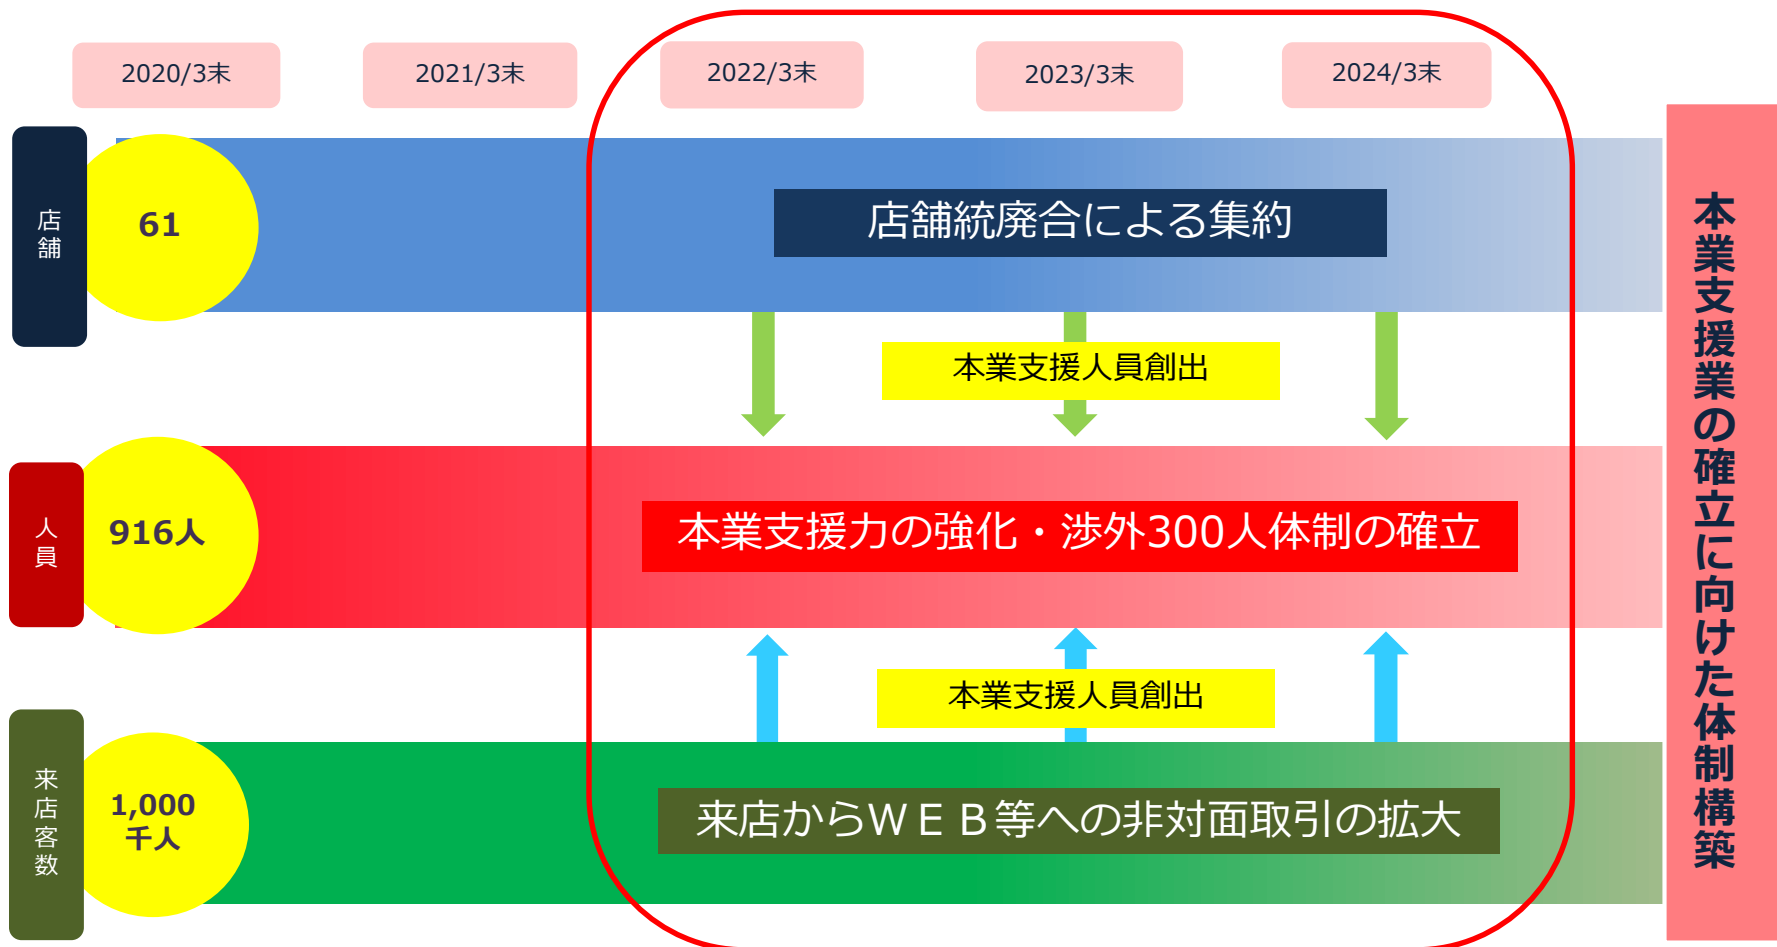 2020/3末
2021/3末
2022/3末
2023/3末
2024/3末
店舗
61
店舗統廃合による集約
本業支援人員創出
人員
916人
本業支援力の強化・渉外300人体制の確立
本業支援人員創出
来店客数
1,000
千人
来店からＷＥＢ等への非対面取引の拡大
本業支援業の確立に向けた体制構築